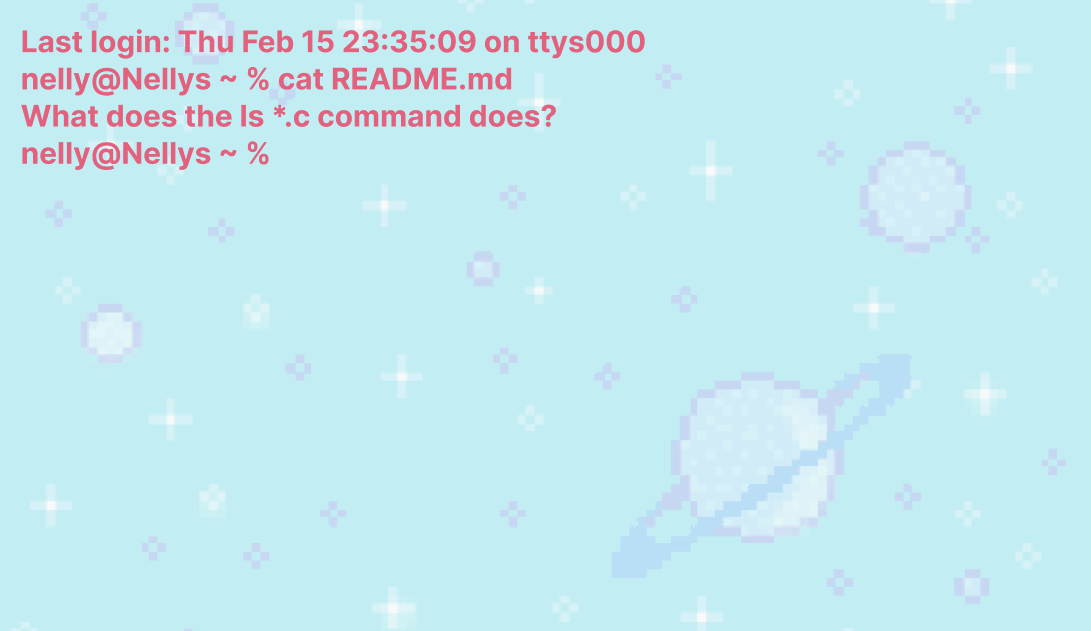 Last login: Thu Feb 15 23:35:09 on ttys000
nelly@Nellys ~ % cat README.md
What does the ls *.c command does?
nelly@Nellys ~ %